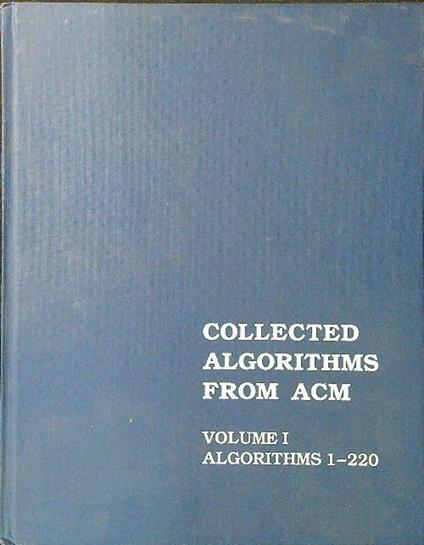 COLLECTED
ALGORITHMS
FROM ACM
VOLUME I
ALGORITHMS 1-220